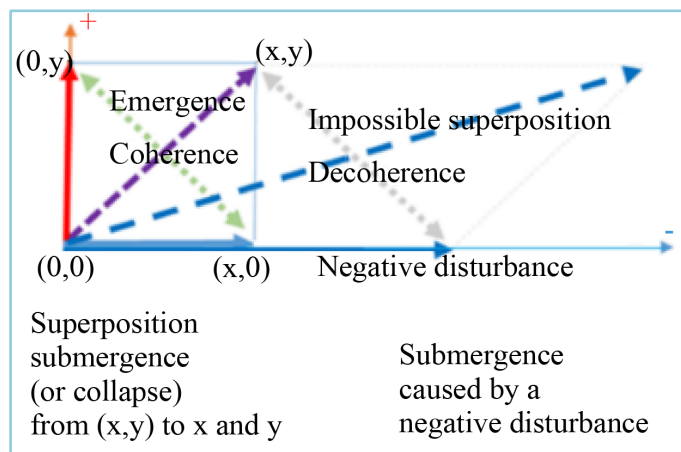 +
(0,y)
(x,y)
Emergence
Impossible superposition
Coherence
Decoherence
-
(0,0)
(x,0)
Negative disturbance
Superposition
submergence
(or collapse)
from (x,y) to x and y
Submergence
caused by a
negative disturbance